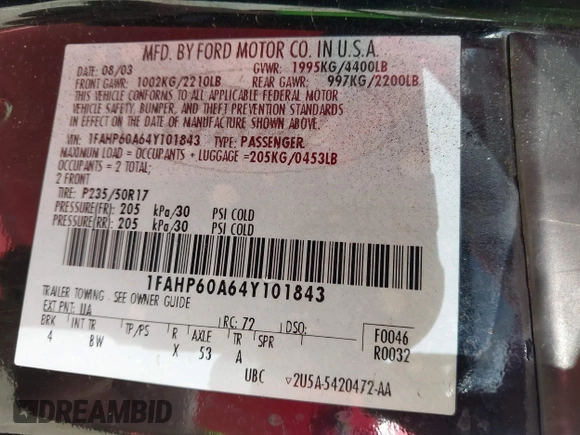 MFD. BY FORD MOTOR CO. IN U.S.A.
DATE: 08/03 GVWR: 1995KG/4400LB
FRONT GAWR: 1002KG/2210LB REAR GAWR: 997KG/2200LB
THIS VEHICLE CONFORMS TO ALL APPLICABLE FEDERAL MOTOR
VEHICLE SAFETY, BUMPER, AND THEFT PREVENTION STANDARDS
IN EFFECT ON THE DATE OF MANUFACTURE SHOWN ABOVE.
VIN: 1FAHP60A64Y101843 TYPE: PASSENGER
MAXIMUM LOAD = OCCUPANTS + LUGGAGE =205KG/0453LB
OCCUPANTS = 2 TOTAL;
2 FRONT
TIRE: P235/50R17
PRESSURE(FR): 205 kPa/30 PSI COLD
PRESSURE(RR): 205 kPa/30 PSI COLD
1FAHP60A64Y101843
TRAILER TOWING - SEE OWNER GUIDE
EXT PNT: UA RC: 72 DSO: F0046
BRK INT TR TP/PS R AXLE TR SPR R0032
4 BW X 53 A
UBC ▽2U5A-5420472-AA
DREAMBID